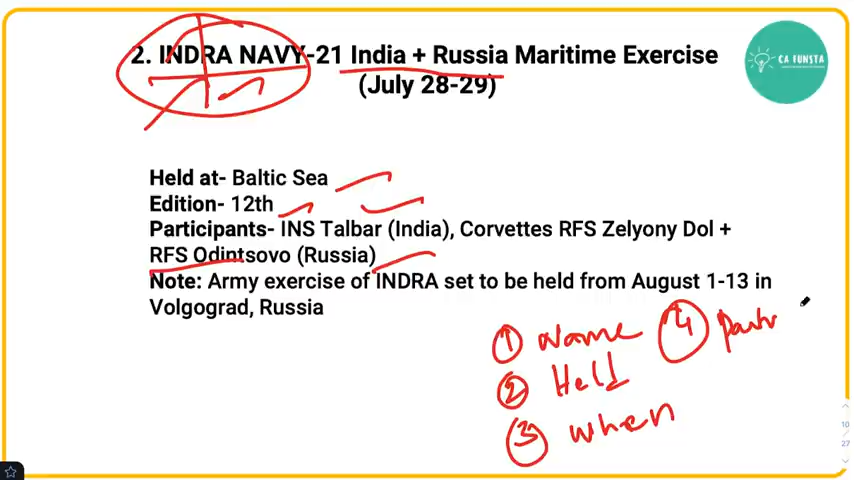 2. INDRA NAVY-21 India + Russia Maritime Exercise
(July 28-29)
CA FUNSTA
Held at- Baltic Sea
Edition- 12th
Participants- INS Talbar (India), Corvettes RFS Zelyony Dol +
RFS Odintsovo (Russia)
Note: Army exercise of INDRA set to be held from August 1-13 in
Volgograd, Russia
1 Name 4
2 Held
3 When
10
27